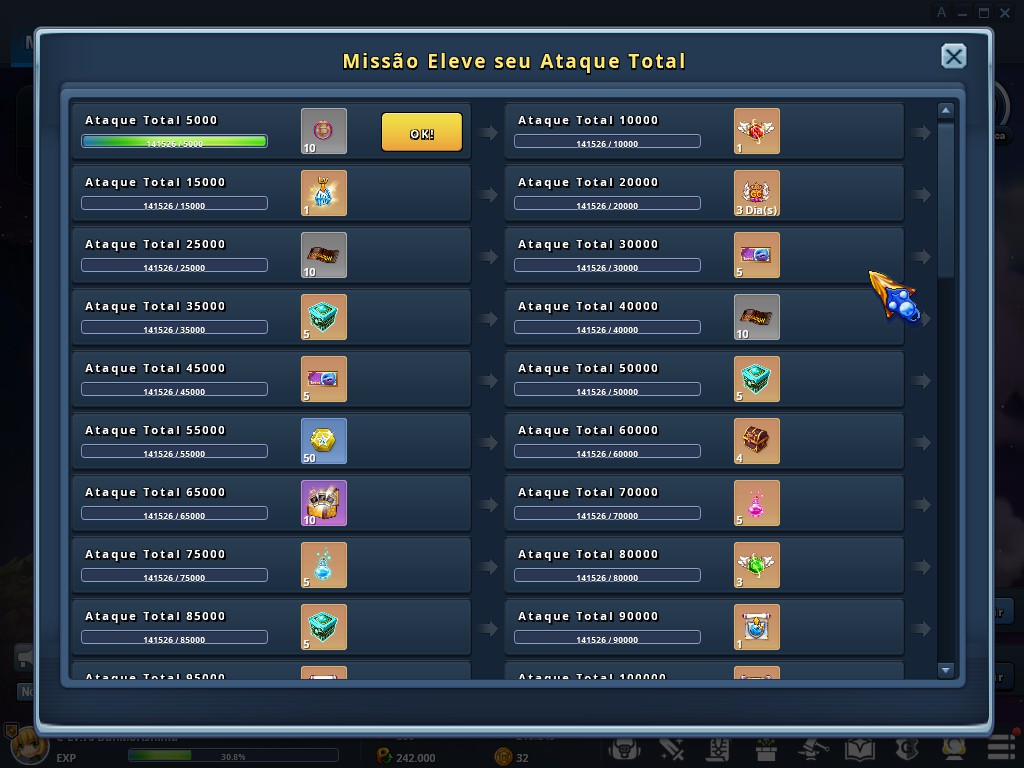 A
Missão Eleve seu Ataque Total
Ataque Total 5000
141526 / 5000
10
OK!
Ataque Total 10000
141526 / 10000
1
Ataque Total 15000
141526 / 15000
1
Ataque Total 20000
141526 / 20000
3 Dia(s)
Ataque Total 25000
141526 / 25000
10
Ataque Total 30000
141526 / 30000
5
Ataque Total 35000
141526 / 35000
5
Ataque Total 40000
141526 / 40000
10
Ataque Total 45000
141526 / 45000
5
Ataque Total 50000
141526 / 50000
5
Ataque Total 55000
141526 / 55000
50
Ataque Total 60000
141526 / 60000
4
Ataque Total 65000
141526 / 65000
10
Ataque Total 70000
141526 / 70000
5
Ataque Total 75000
141526 / 75000
5
Ataque Total 80000
141526 / 80000
3
Ataque Total 85000
141526 / 85000
5
Ataque Total 90000
141526 / 90000
1
Ataque Total 95000
Ataque Total 100000
EXP
30.8%
242.000
32